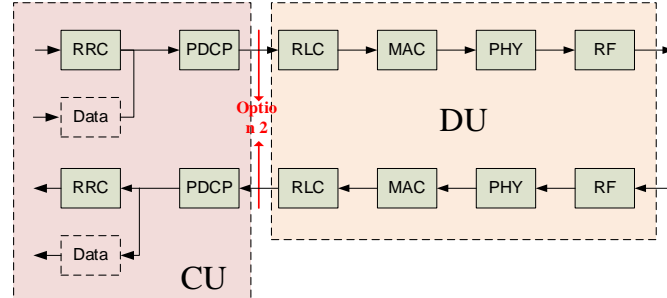 RRC PDCP RLC MAC PHY RF
Optio
n 2
Data
DU
RRC PDCP RLC MAC PHY RF
Data
CU